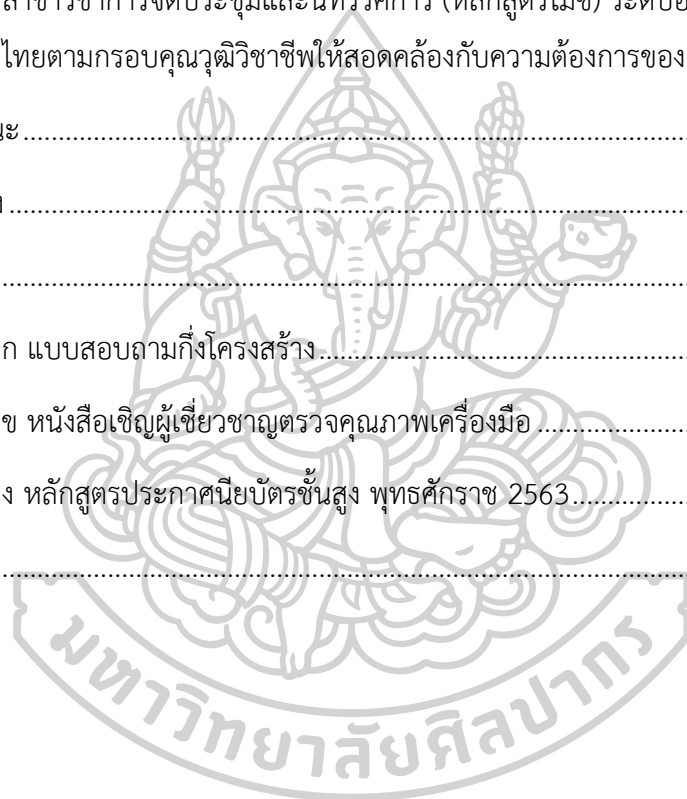 สาขาวิชาการจัดประชุมและนิทรรศการ (หลักสูตรไมซ์)
ไทยตามกรอบคุณวุฒิวิชาชีพให้สอดคล้องกับความต้องการของ
....................
....................
....................
ก แบบสอบถามกึ่งโครงสร้าง....................
ข หนังสือเชิญผู้เชี่ยวชาญตรวจคุณภาพเครื่องมือ....................
ง หลักสูตรประกาศนียบัตรชั้นสูง พุทธศักราช 2563....................
....................
มหาวิทยาลัยศิลปากร